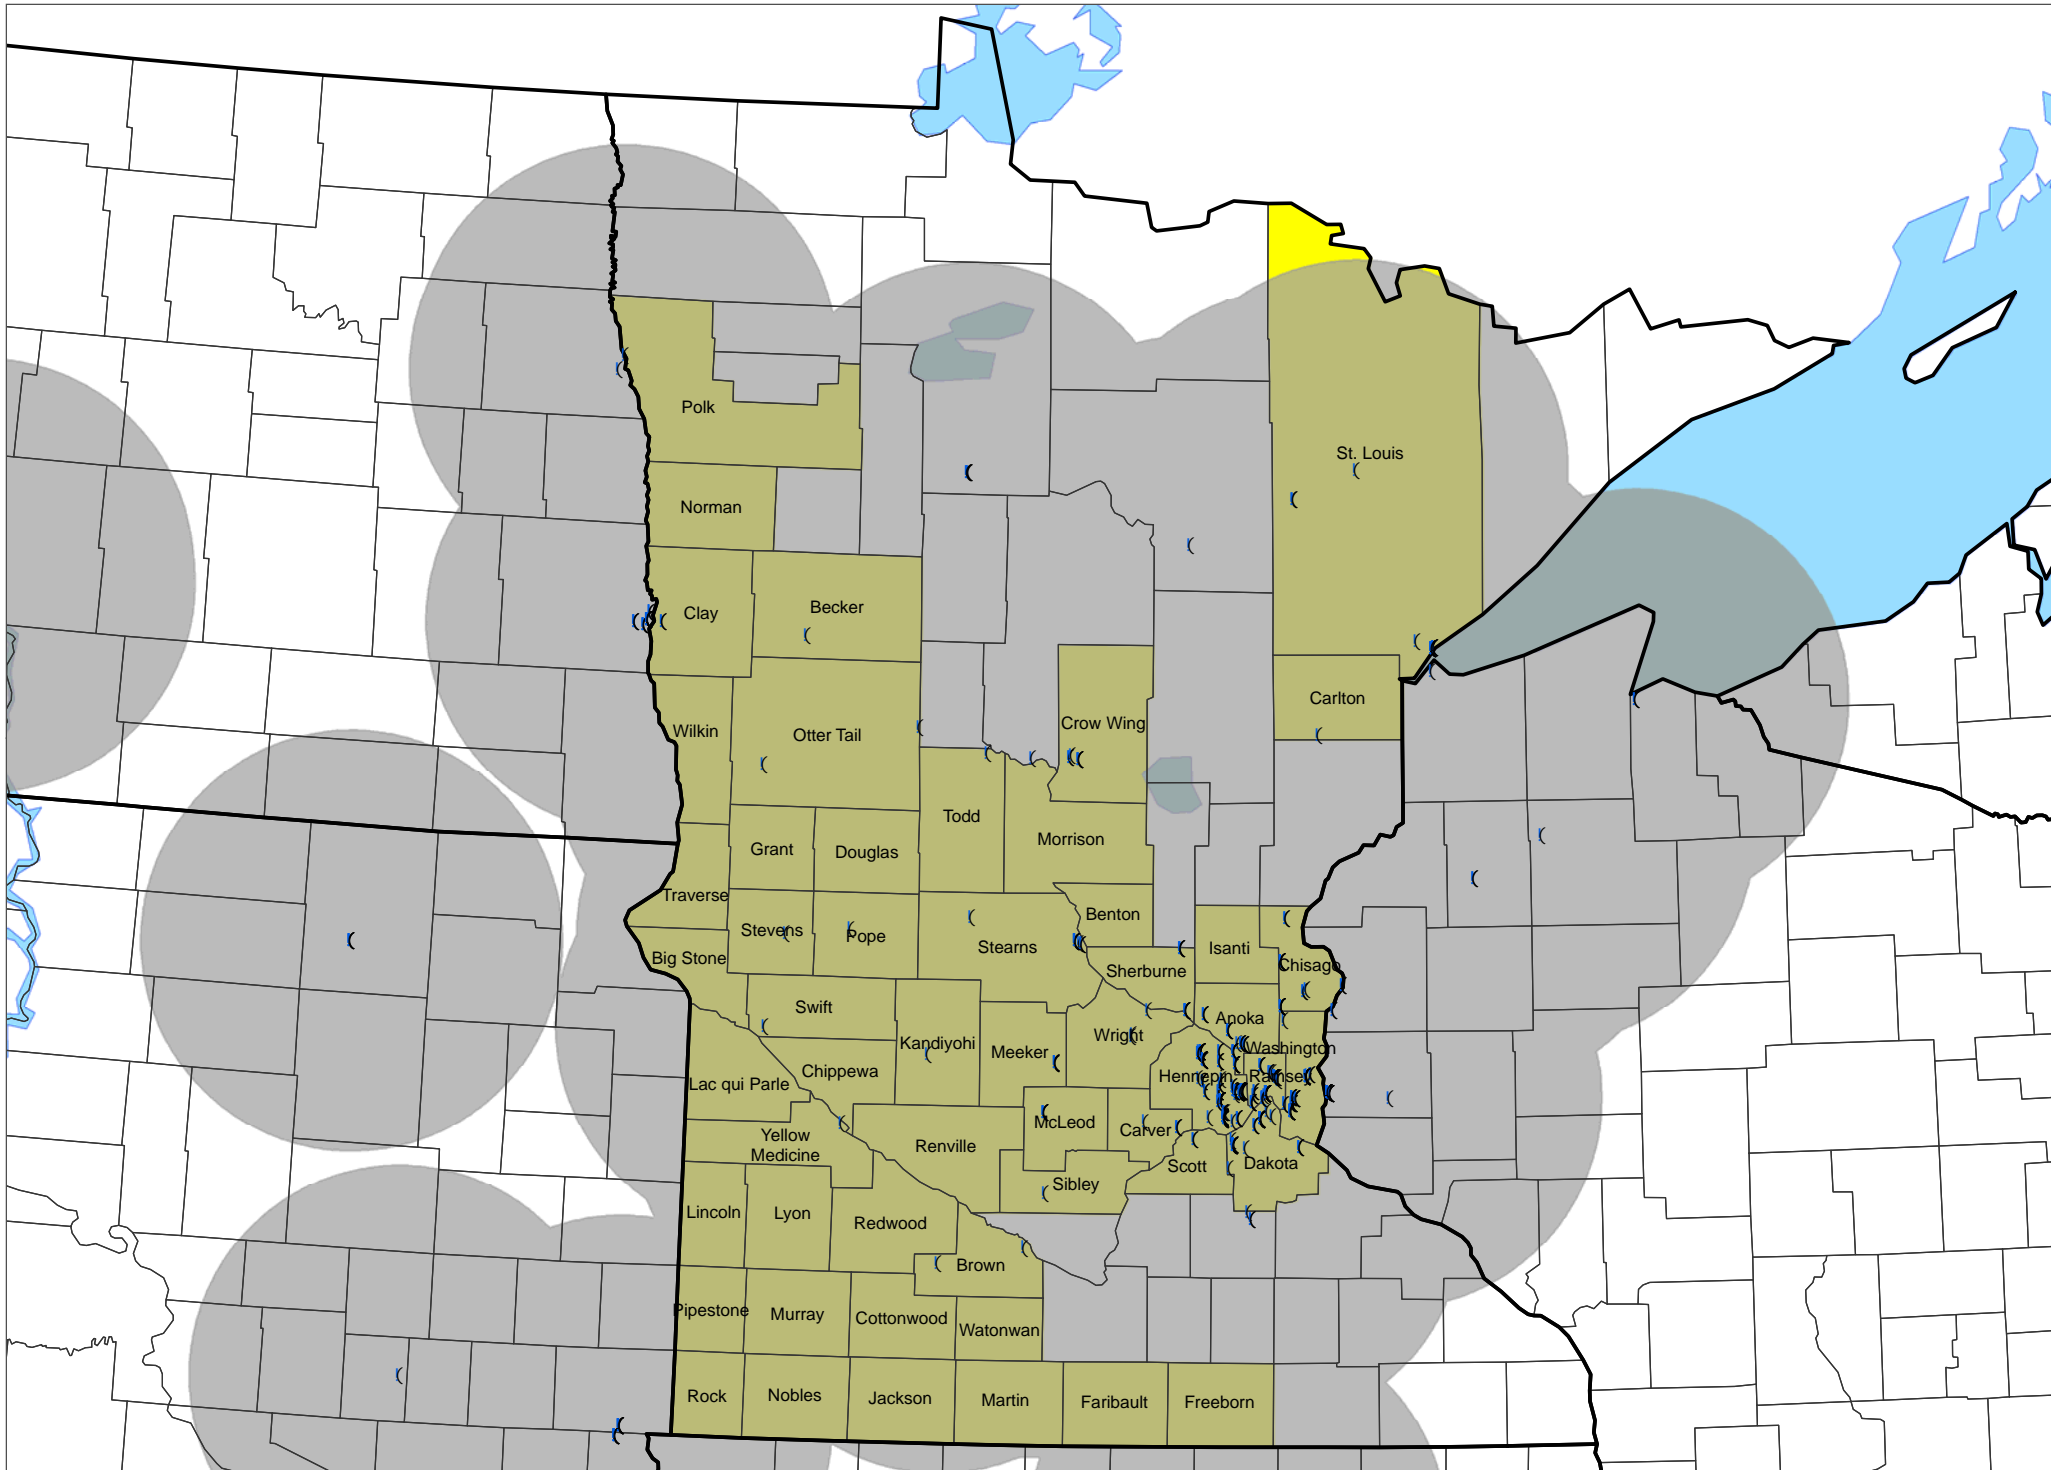 Polk
St. Louis
Norman
Clay
Becker
Carlton
Wilkin
Otter Tail
Crow Wing
Todd
Morrison
Grant
Douglas
Traverse
Benton
Stevens
Pope
Stearns
Isanti
Big Stone
Sherburne
Chisago
Swift
Anoka
Wright
Kandiyohi
Meeker
Washington
Chippewa
Lac qui Parle
Hennepin
Ramsey
McLeod
Carver
Yellow
Medicine
Renville
Scott
Dakota
Sibley
Lincoln
Lyon
Redwood
Brown
Pipestone
Murray
Cottonwood
Watonwan
Rock
Nobles
Jackson
Martin
Faribault
Freeborn